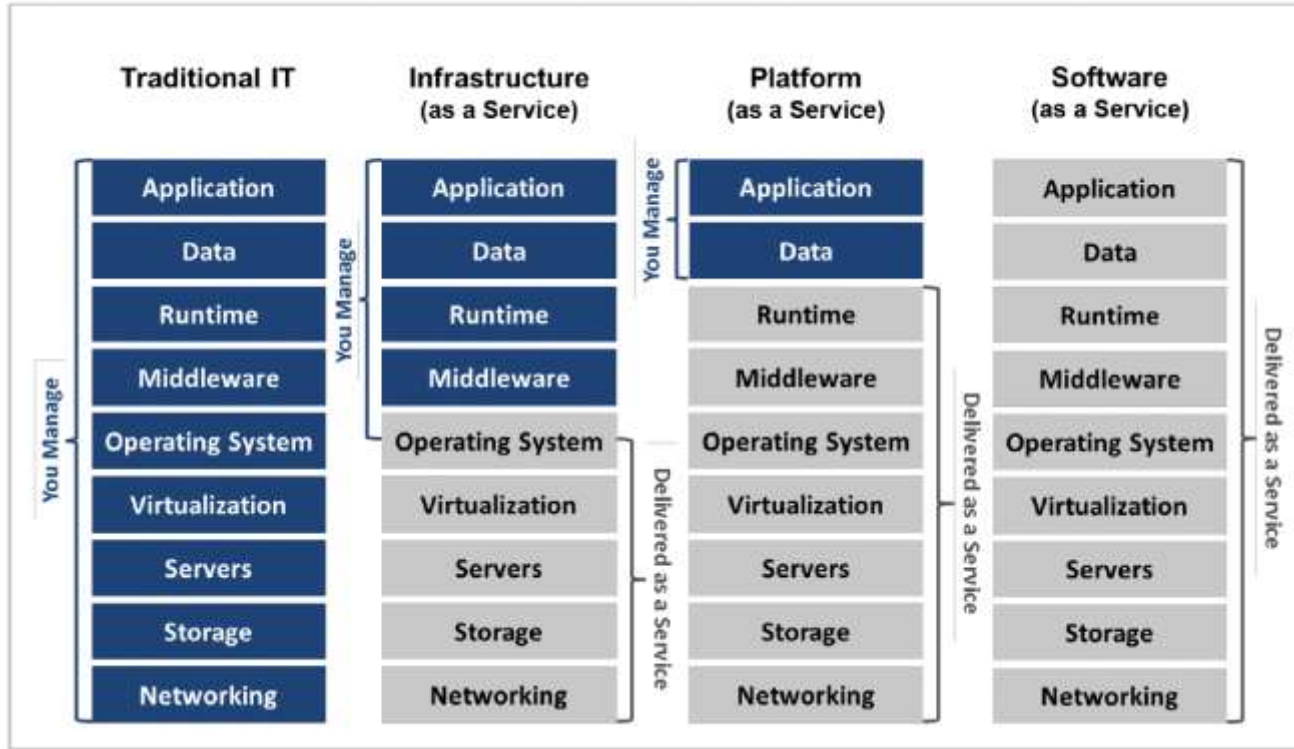 Traditional IT
Infrastructure
(as a Service)
Platform
(as a Service)
Software
(as a Service)
You Manage
Application
Data
Runtime
Middleware
Operating System
Virtualization
Servers
Storage
Networking
You Manage
Application
Data
Runtime
Middleware
Operating System
Virtualization
Servers
Storage
Networking
Delivered as a Service
You Manage
Application
Data
Runtime
Middleware
Operating System
Virtualization
Servers
Storage
Networking
Delivered as a Service
Application
Data
Runtime
Middleware
Operating System
Virtualization
Servers
Storage
Networking
Delivered as a Service